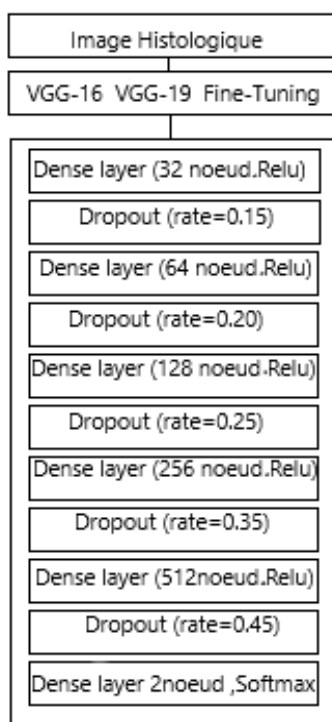 Image Histologique
VGG-16 VGG-19 Fine-Tuning
Dense layer (32 noeud.Relu)
Dropout (rate=0.15)
Dense layer (64 noeud.Relu)
Dropout (rate=0.20)
Dense layer (128 noeud.Relu)
Dropout (rate=0.25)
Dense layer (256 noeud.Relu)
Dropout (rate=0.35)
Dense layer (512noeud.Relu)
Dropout (rate=0.45)
Dense layer 2noeud ,Softmax